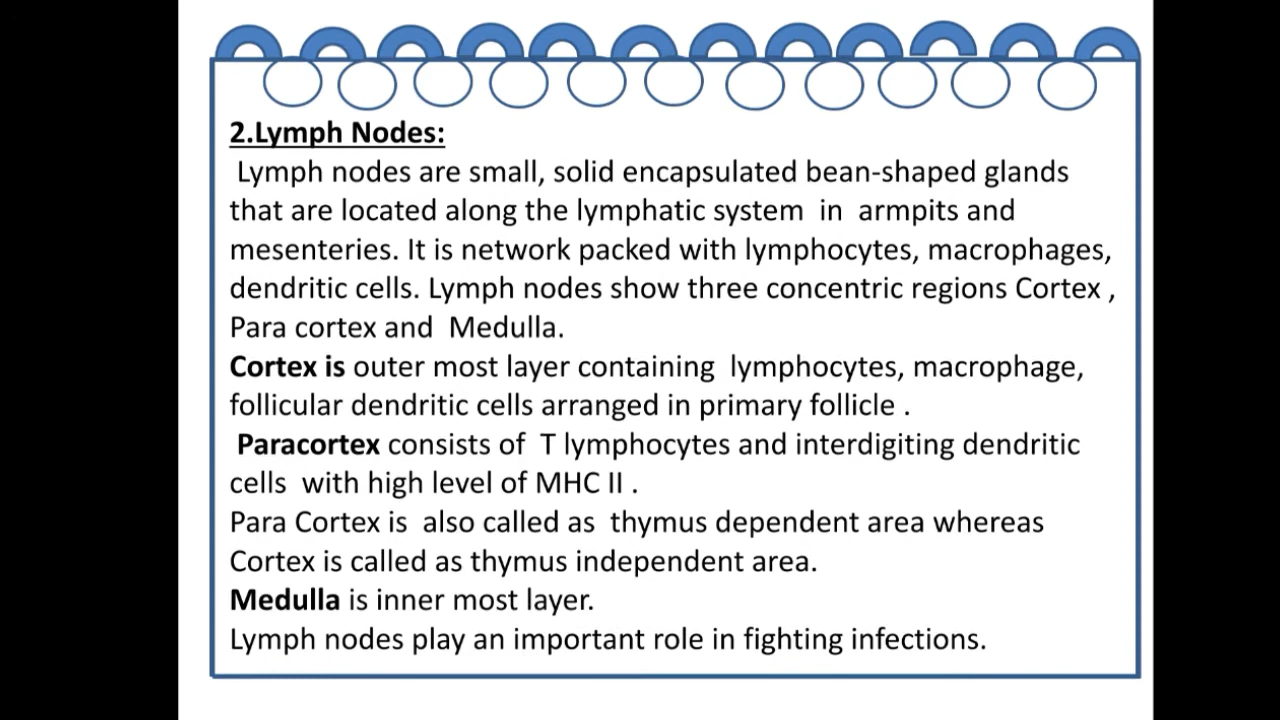 2.Lymph Nodes:
Lymph nodes are small, solid encapsulated bean-shaped glands
that are located along the lymphatic system in armpits and
mesenteries. It is network packed with lymphocytes, macrophages,
dendritic cells. Lymph nodes show three concentric regions Cortex ,
Para cortex and Medulla.
Cortex is outer most layer containing lymphocytes, macrophage,
follicular dendritic cells arranged in primary follicle .
Paracortex consists of T lymphocytes and interdigiting dendritic
cells with high level of MHC II .
Para Cortex is also called as thymus dependent area whereas
Cortex is called as thymus independent area.
Medulla is inner most layer.
Lymph nodes play an important role in fighting infections.